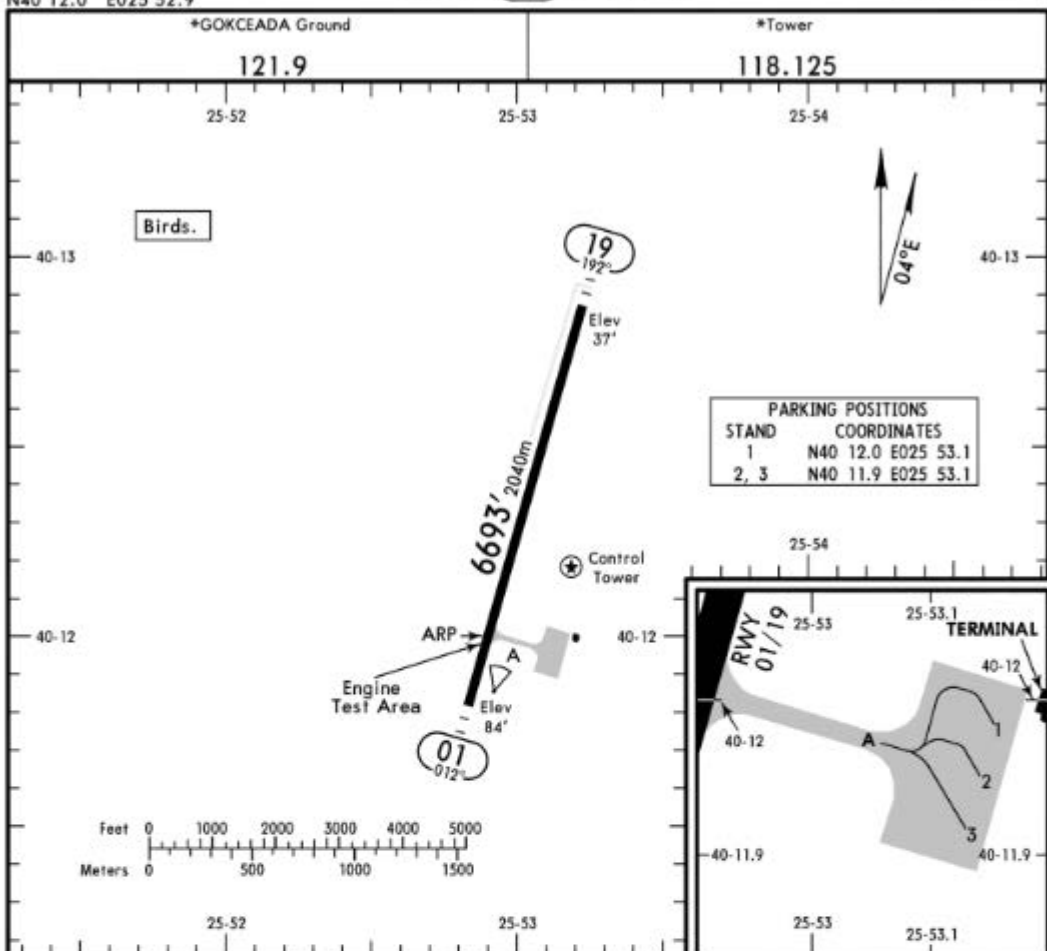 N40 12.0 E025 52.9
*GOKCEADA Ground
121.9
*Tower
118.125
25-52
25-53
25-54
Birds.
40-13
19
192°
04°E
40-13
Elev
37'
PARKING POSITIONS
STAND COORDINATES
1 N40 12.0 E025 53.1
2, 3 N40 11.9 E025 53.1
6693' 2040m
Control
Tower
25-54
40-12
ARP
A
40-12
Engine
Test Area
Elev
84'
01
012°
RWY
01/19
25-53
25-53.1
TERMINAL
40-12
40-12
A
1
2
3
40-11.9
40-11.9
25-53
25-53.1
Feet 0 1000 2000 3000 4000 5000
Meters 0 500 1000 1500
25-52
25-53